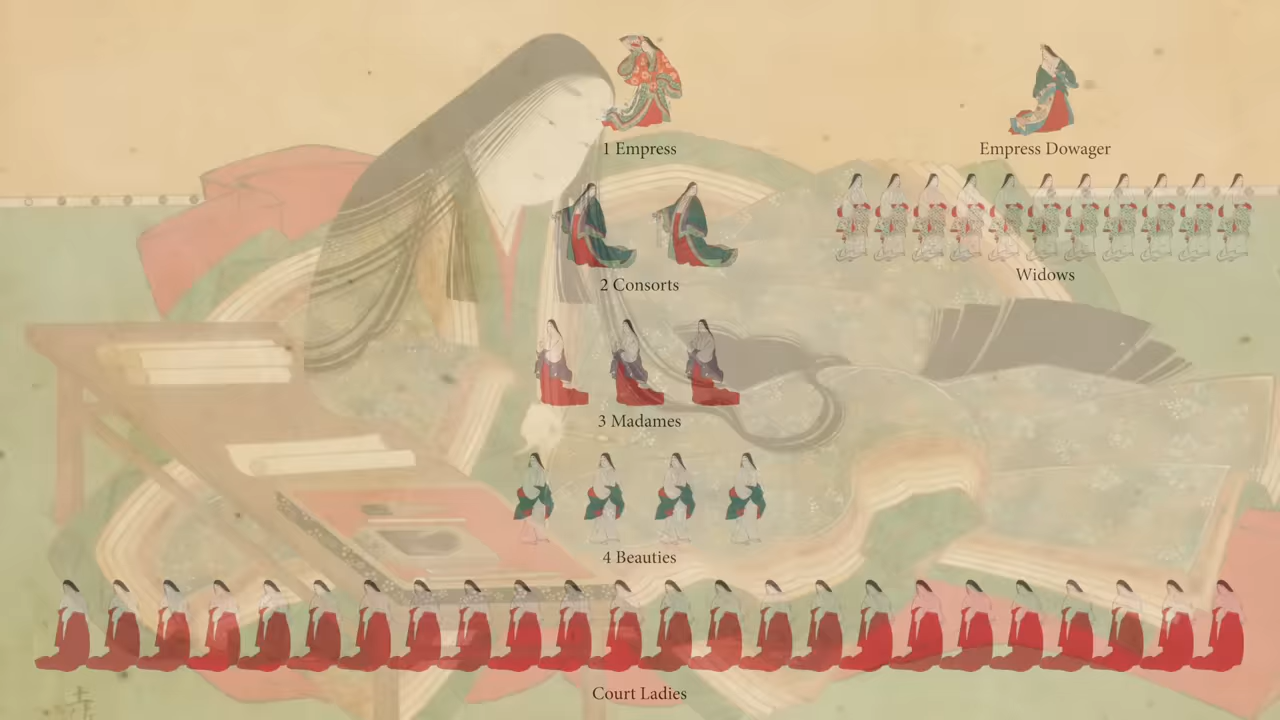 1 Empress
Empress Dowager
2 Consorts
Widows
3 Madames
4 Beauties
Court Ladies